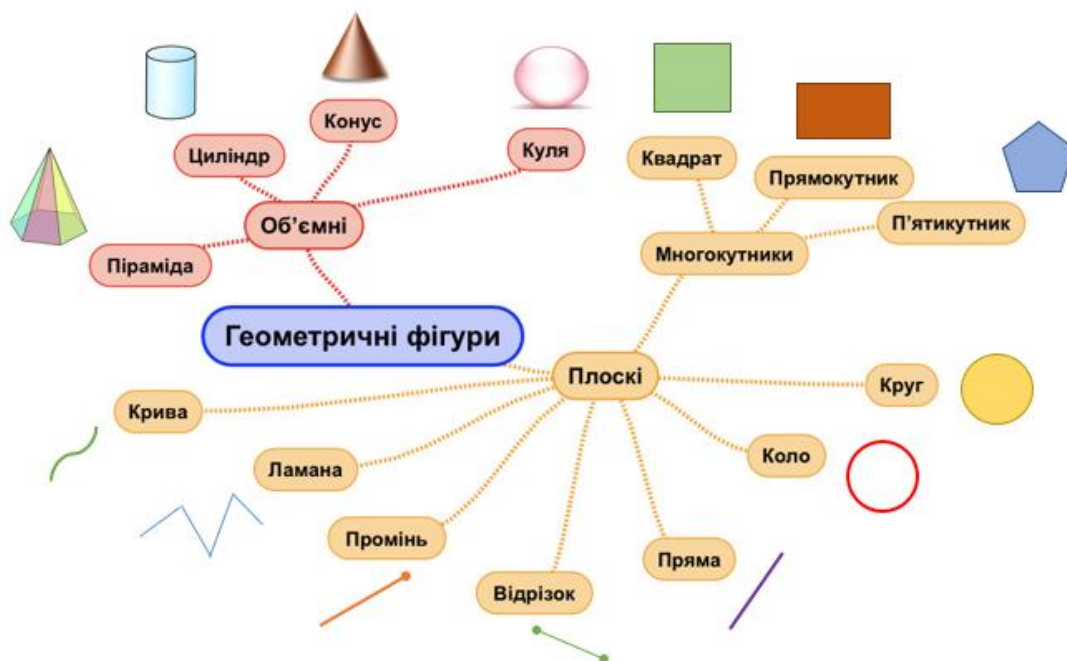 Конус
Куля
Циліндр
Квадрат
Прямокутник
Об’ємні
П’ятикутник
Піраміда
Многокутники
Геометричні фігури
Плоскі
Круг
Крива
Коло
Ламана
Промінь
Пряма
Відрізок